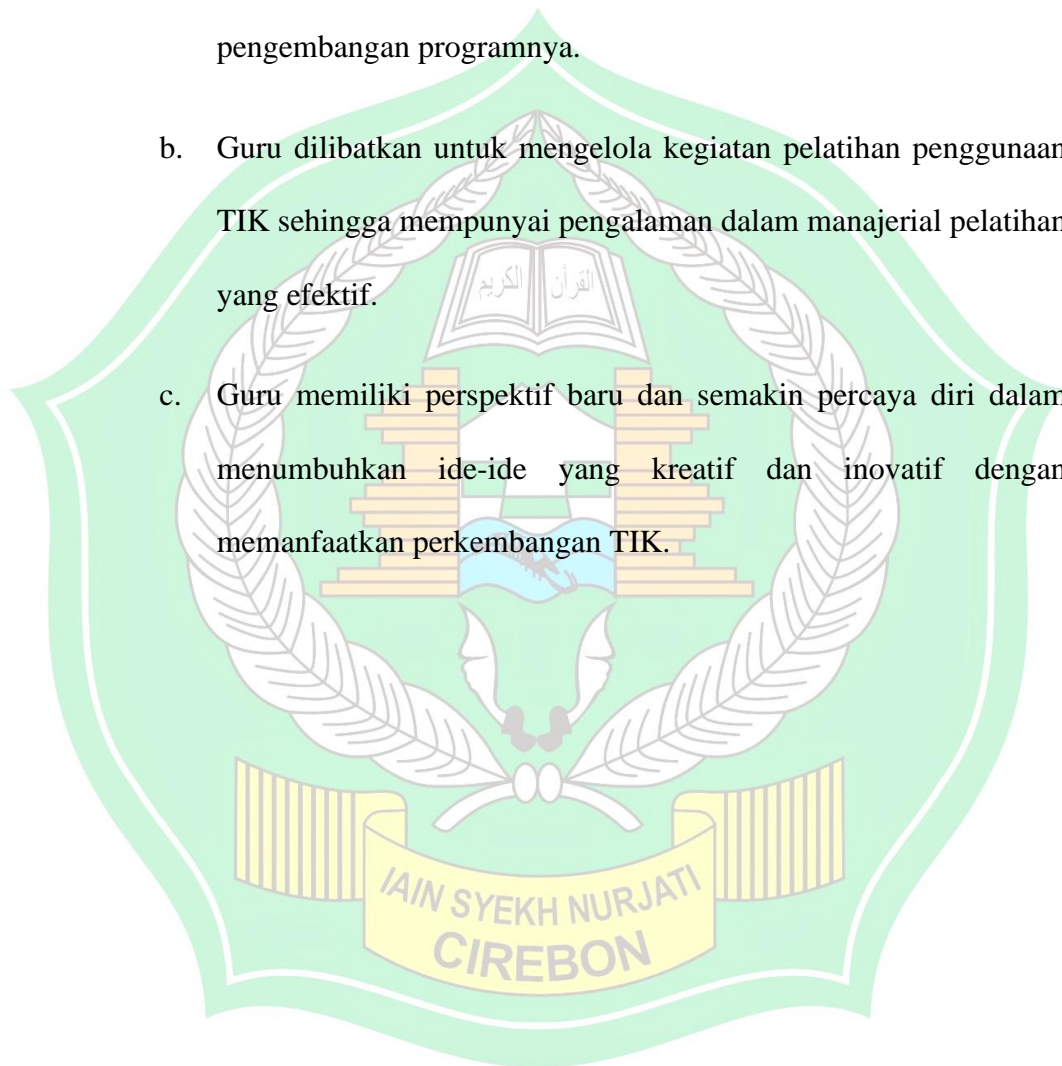 pengembangan programnya.
b. Guru dilibatkan untuk mengelola kegiatan pelatihan penggunaan
TIK sehingga mempunyai pengalaman dalam manajerial pelatihan
yang efektif.
القرآن الكريم
c. Guru memiliki perspektif baru dan semakin percaya diri dalam
menumbuhkan ide-ide yang kreatif dan inovatif dengan
memanfaatkan perkembangan TIK.
IAIN SYEKH NURJATI
CIREBON